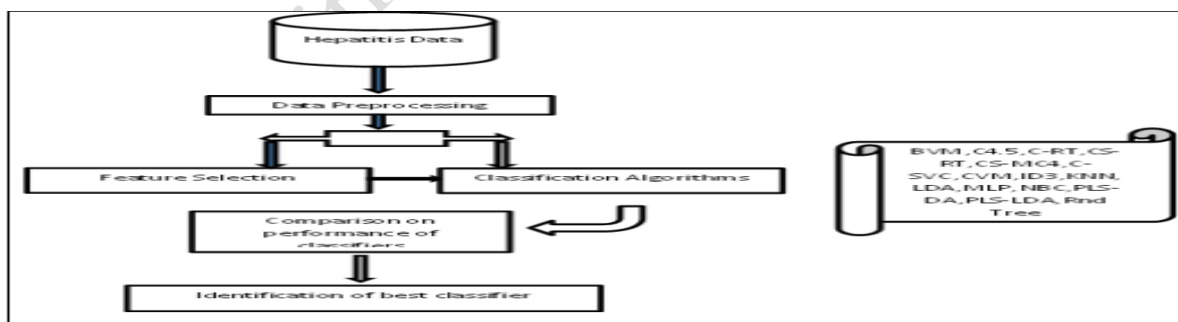 Hepatitis Data
Data Preprocessing
Feature Selection
Classification Algorithms
Comparison on
performance of
classifiers
Identification of best classifier
BVM,C4.5,C-RT,CS-
RT,CS-MC4,C-
SVC,CVM,ID3,KNN,
LDA,MLP,NBC,PLS-
DA,PLS-LDA,Rnd
Tree